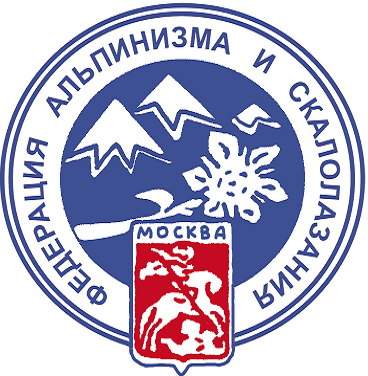 ФЕДЕРАЦИЯ АЛЬПИНИЗМА И СКАЛОЛАЗАНИЯ
МОСКВА